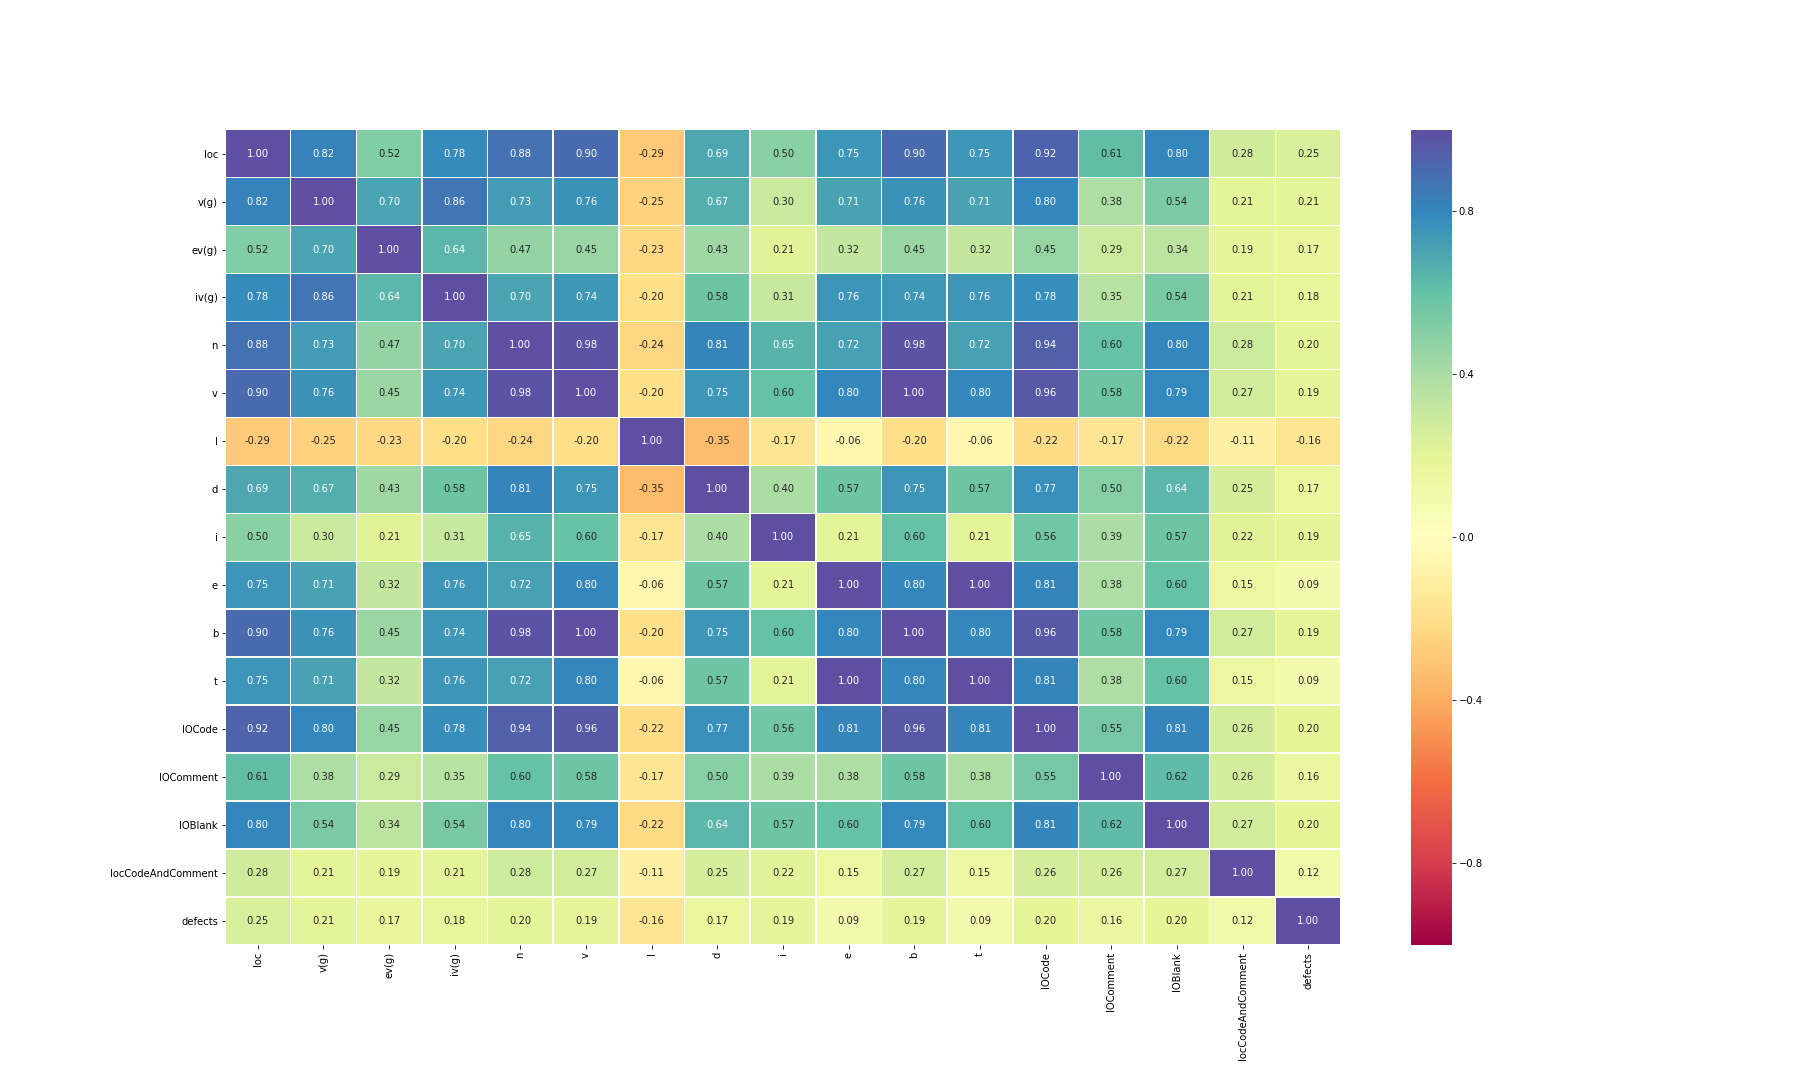 loc 1.00 0.82 0.52 0.78 0.88 0.90 -0.29 0.69 0.50 0.75 0.90 0.75 0.92 0.61 0.80 0.28 0.25
v(g) 0.82 1.00 0.70 0.86 0.73 0.76 -0.25 0.67 0.30 0.71 0.76 0.71 0.80 0.38 0.54 0.21 0.21
ev(g) 0.52 0.70 1.00 0.64 0.47 0.45 -0.23 0.43 0.21 0.32 0.45 0.32 0.45 0.29 0.34 0.19 0.17
iv(g) 0.78 0.86 0.64 1.00 0.70 0.74 -0.20 0.58 0.31 0.76 0.74 0.76 0.78 0.35 0.54 0.21 0.18
n 0.88 0.73 0.47 0.70 1.00 0.98 -0.24 0.81 0.65 0.72 0.98 0.72 0.94 0.60 0.80 0.28 0.20
v 0.90 0.76 0.45 0.74 0.98 1.00 -0.20 0.75 0.60 0.80 1.00 0.80 0.96 0.58 0.79 0.27 0.19
l -0.29 -0.25 -0.23 -0.20 -0.24 -0.20 1.00 -0.35 -0.17 -0.06 -0.20 -0.06 -0.22 -0.17 -0.22 -0.11 -0.16
d 0.69 0.67 0.43 0.58 0.81 0.75 -0.35 1.00 0.40 0.57 0.75 0.57 0.77 0.50 0.64 0.25 0.17
i 0.50 0.30 0.21 0.31 0.65 0.60 -0.17 0.40 1.00 0.21 0.60 0.21 0.56 0.39 0.57 0.22 0.19
e 0.75 0.71 0.32 0.76 0.72 0.80 -0.06 0.57 0.21 1.00 0.80 1.00 0.81 0.38 0.60 0.15 0.09
b 0.90 0.76 0.45 0.74 0.98 1.00 -0.20 0.75 0.60 0.80 1.00 0.80 0.96 0.58 0.79 0.27 0.19
t 0.75 0.71 0.32 0.76 0.72 0.80 -0.06 0.57 0.21 1.00 0.80 1.00 0.81 0.38 0.60 0.15 0.09
lOCode 0.92 0.80 0.45 0.78 0.94 0.96 -0.22 0.77 0.56 0.81 0.96 0.81 1.00 0.55 0.81 0.26 0.20
lOComment 0.61 0.38 0.29 0.35 0.60 0.58 -0.17 0.50 0.39 0.38 0.58 0.38 0.55 1.00 0.62 0.26 0.16
lOBlank 0.80 0.54 0.34 0.54 0.80 0.79 -0.22 0.64 0.57 0.60 0.79 0.60 0.81 0.62 1.00 0.27 0.20
locCodeAndComment 0.28 0.21 0.19 0.21 0.28 0.27 -0.11 0.25 0.22 0.15 0.27 0.15 0.26 0.26 0.27 1.00 0.12
defects 0.25 0.21 0.17 0.18 0.20 0.19 -0.16 0.17 0.19 0.09 0.19 0.09 0.20 0.16 0.20 0.12 1.00
loc v(g) ev(g) iv(g) n v l d i e b t lOCode lOComment lOBlank locCodeAndComment defects
0.8
0.4
0.0
−0.4
−0.8